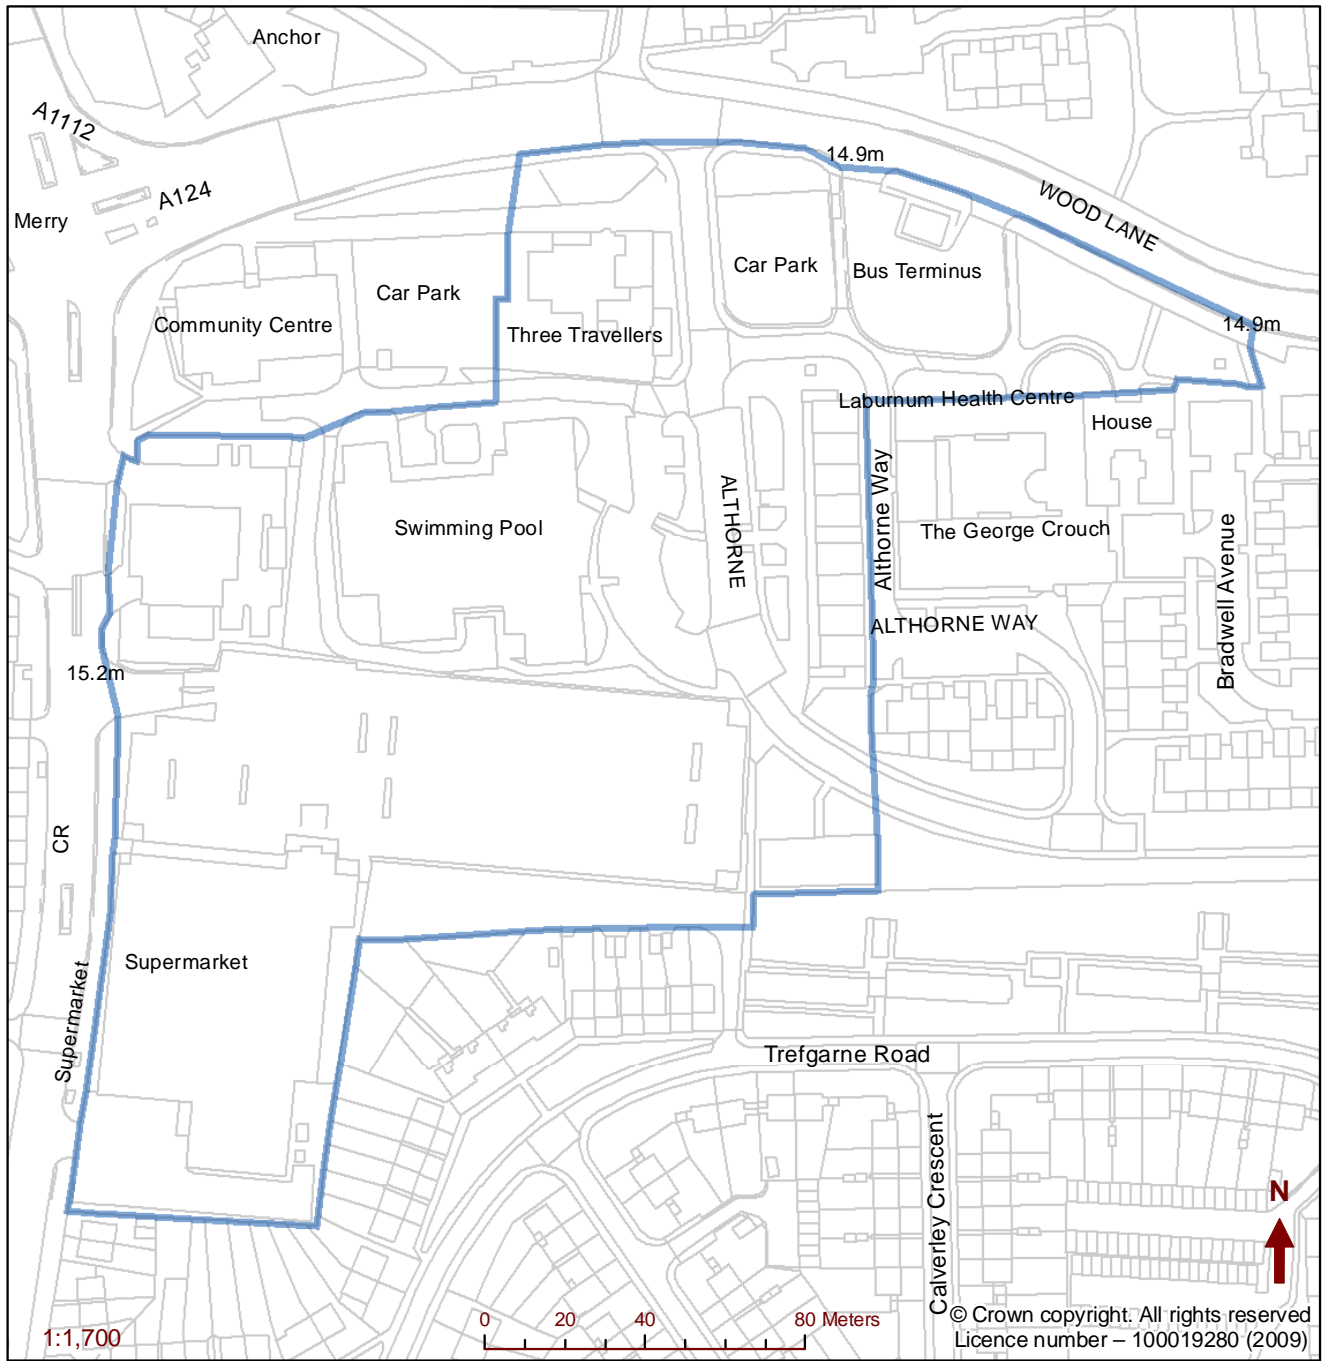 Anchor
A1112
14.9m
A124
WOOD LANE
Merry
Car Park
Bus Terminus
Car Park
Community Centre
Three Travellers
14.9m
Laburnum Health Centre
House
Althorne Way
ALTHORNE
Swimming Pool
The George Crouch
Bradwell Avenue
ALTHORNE WAY
15.2m
CR
Supermarket
Supermarket
Trefgarne Road
Calverley Crescent
N
0 20 40 80 Meters
1:1,700
© Crown copyright. All rights reserved
Licence number – 100019280 (2009)